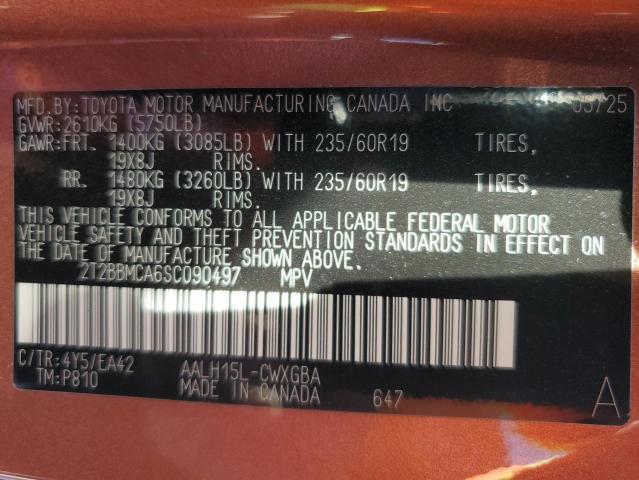 MFD.BY:TOYOTA MOTOR MANUFACTURING CANADA INC
GVWR:2610KG (5750LB)
GAWR:FRT. 1400KG (3085LB) WITH 235/60R19 TIRES,
19X8J RIMS.
RR. 1480KG (3260LB) WITH 235/60R19 TIRES,
19X8J RIMS.
THIS VEHICLE CONFORMS TO ALL APPLICABLE FEDERAL MOTOR
VEHICLE SAFETY AND THEFT PREVENTION STANDARDS IN EFFECT ON
THE DATE OF MANUFACTURE SHOWN ABOVE.
2T2BBMCA6SC090497 MPV
C/TR:4Y5/EA42 AALH15L-CWXGBA
TM:P810 MADE IN CANADA 647 A